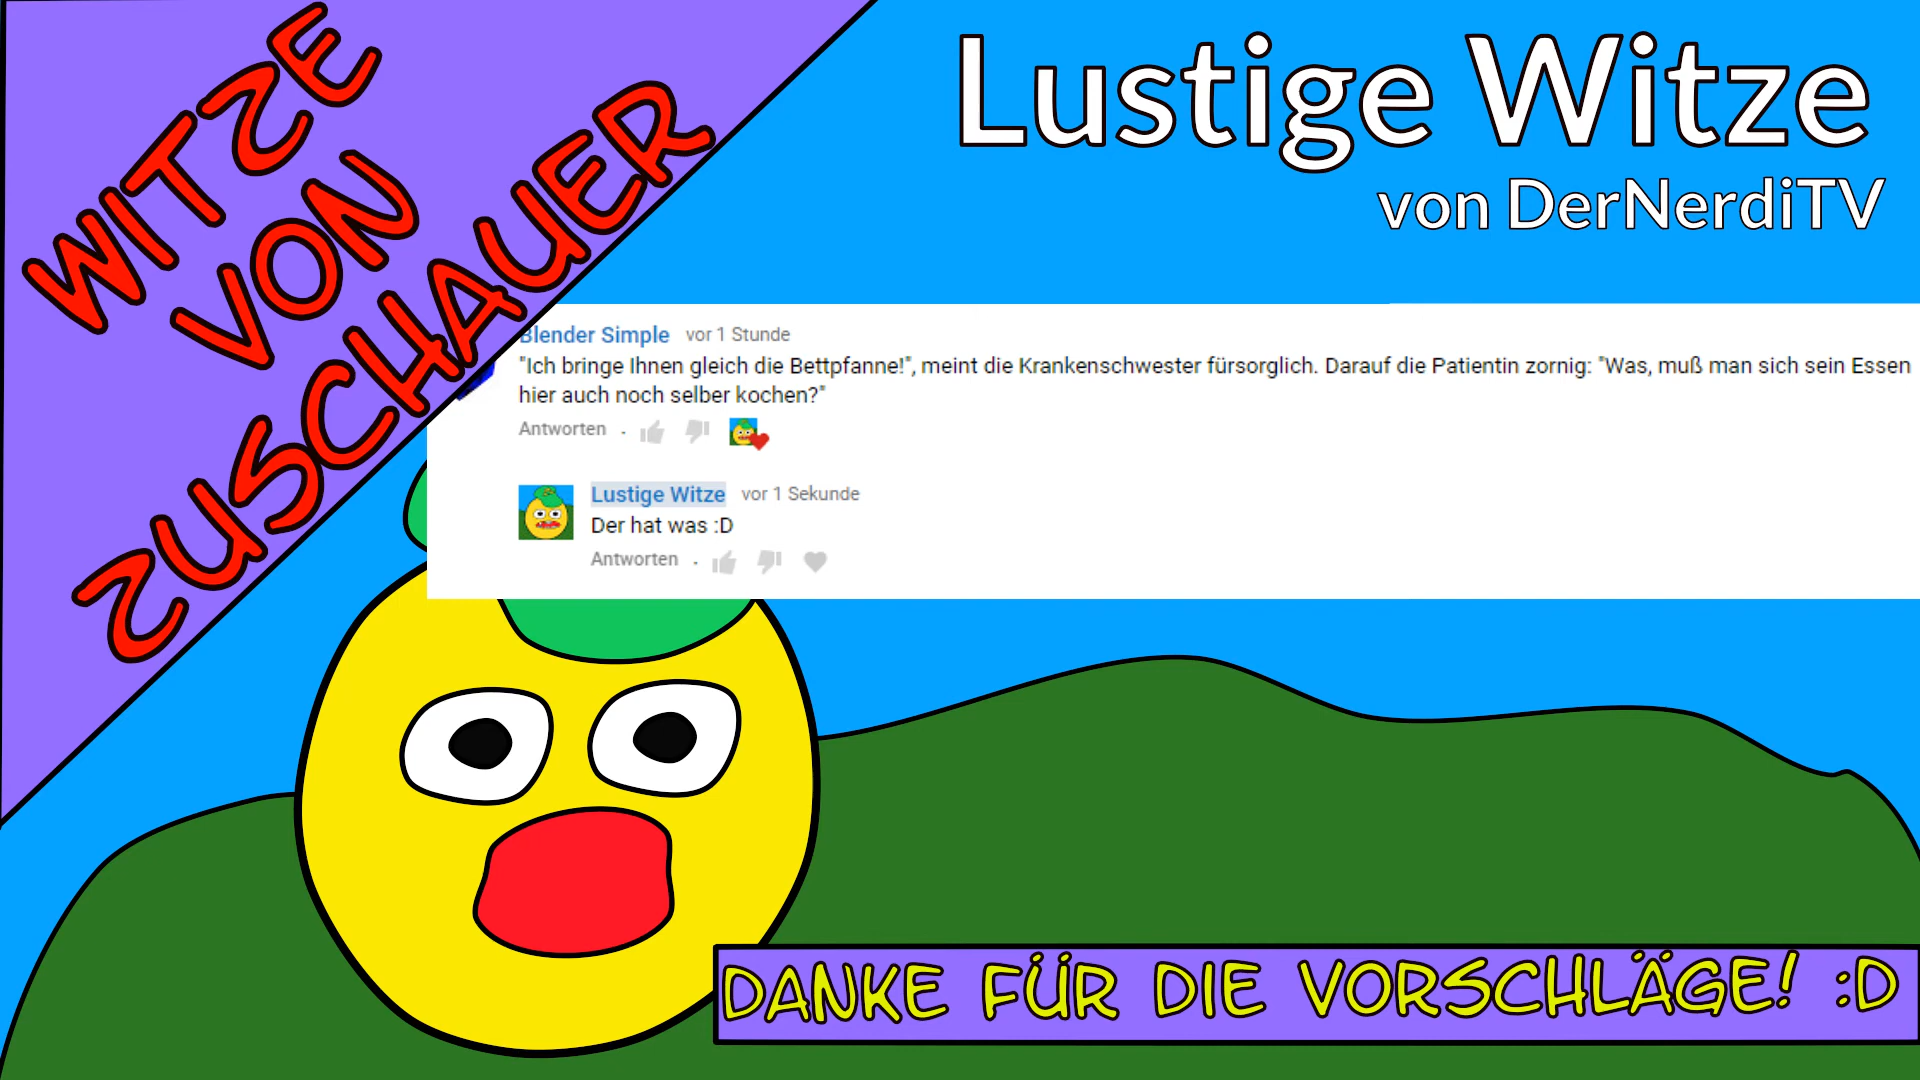 WITZE
VON
ZUSCHAUER
Lustige Witze
von DerNerdiTV
Blender Simple vor 1 Stunde
"Ich bringe Ihnen gleich die Bettpfanne!", meint die Krankenschwester fürsorglich. Darauf die Patientin zornig: "Was, muß man sich sein Essen
hier auch noch selber kochen?"
Antworten
Lustige Witze vor 1 Sekunde
Der hat was :D
Antworten
DANKE FÜR DIE VORSCHLÄGE! :D